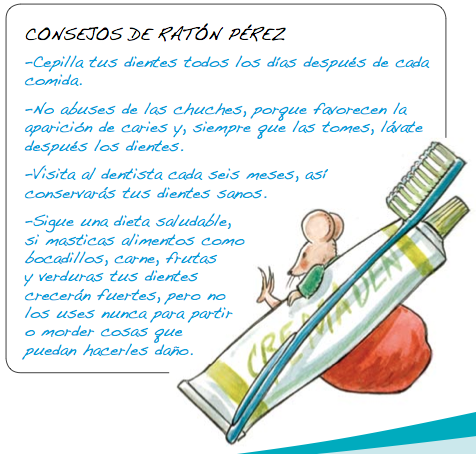 CONSEJOS DE RATÓN PÉREZ
-Cepilla tus dientes todos los días después de cada
comida.
-No abuses de las chuches, porque favorecen la
aparición de caries y, siempre que las tomes, lávate
después los dientes.
-Visita al dentista cada seis meses, así
conservarás tus dientes sanos.
-Sigue una dieta saludable,
si masticas alimentos como
bocadillos, carne, frutas
y verduras tus dientes
crecerán fuertes, pero no
los uses nunca para partir
o morder cosas que
puedan hacerles daño.
CREMADEN